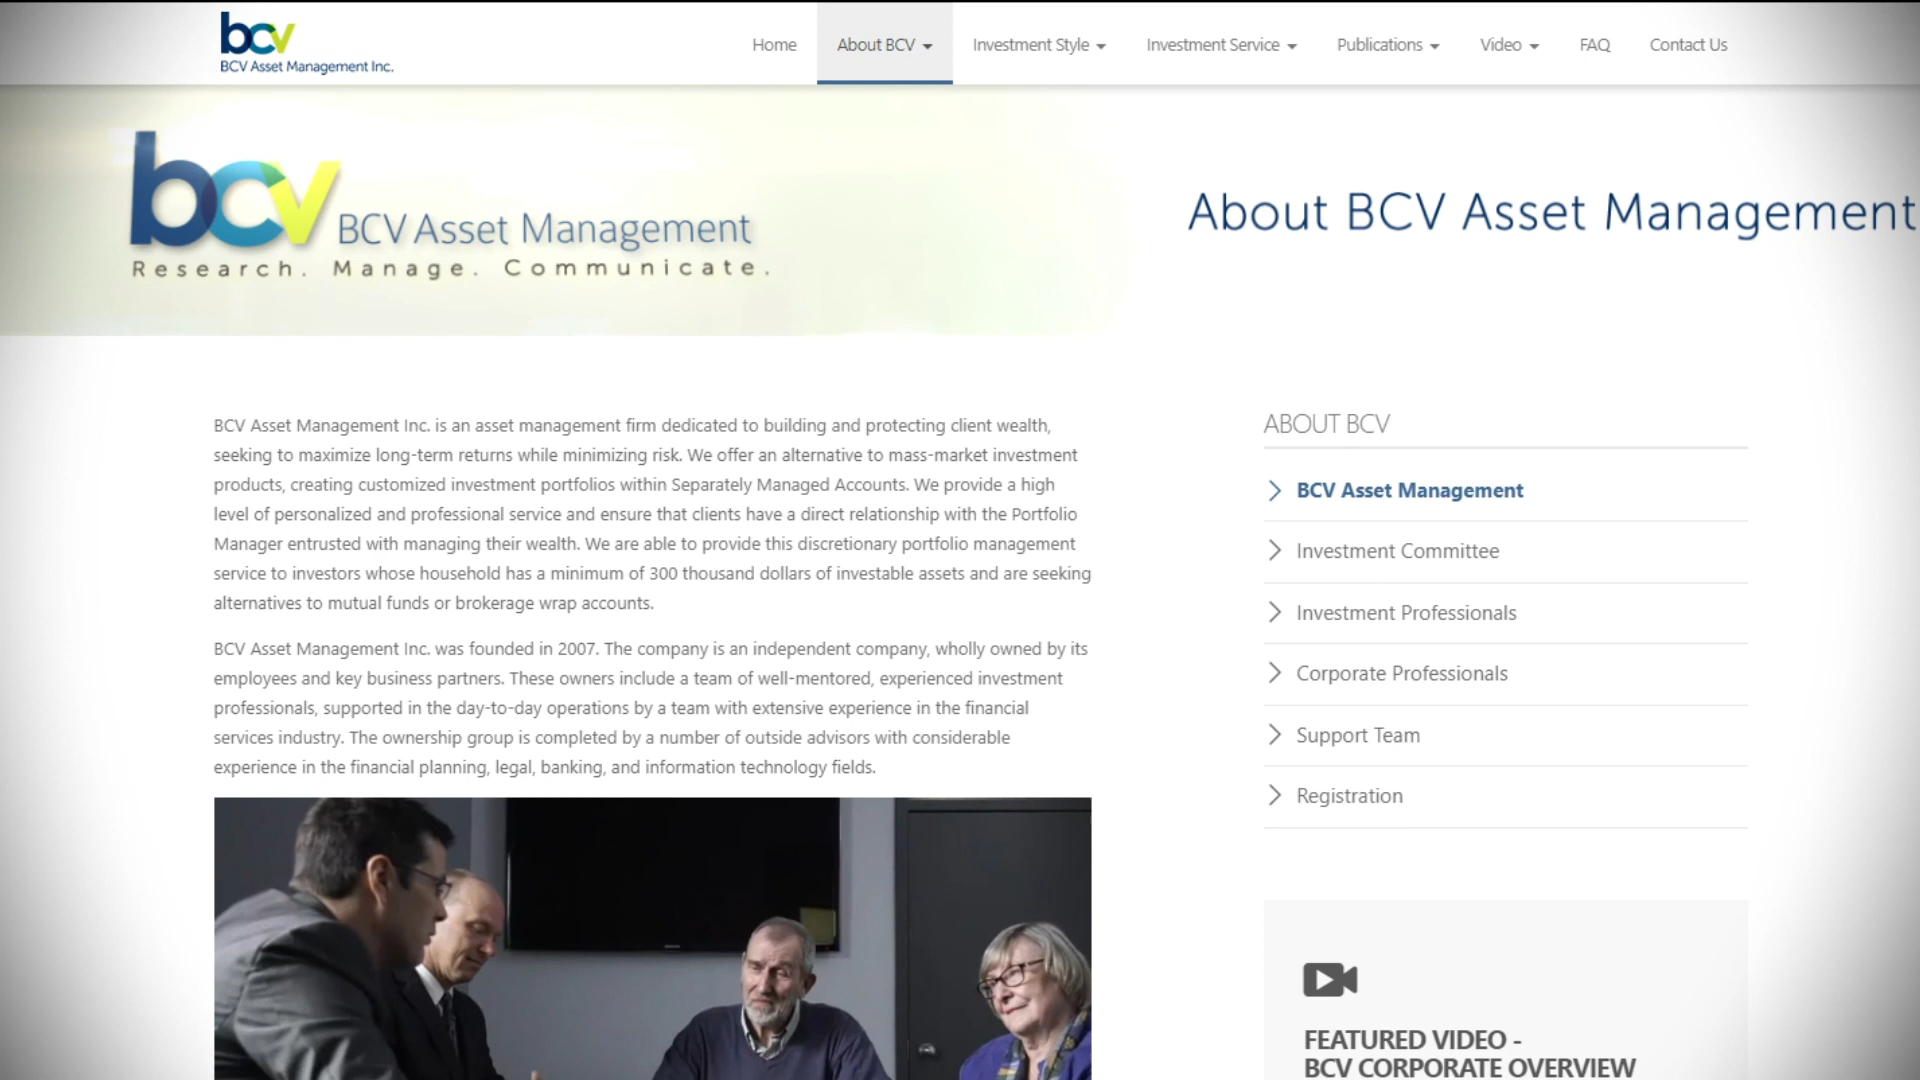 bcv
BCV Asset Management Inc.
Home
About BCV
Investment Style
Investment Service
Publications
Video
FAQ
Contact Us
bcv BCV Asset Management
Research. Manage. Communicate.
About BCV Asset Management
BCV Asset Management Inc. is an asset management firm dedicated to building and protecting client wealth,
seeking to maximize long-term returns while minimizing risk. We offer an alternative to mass-market investment
products, creating customized investment portfolios within Separately Managed Accounts. We provide a high
level of personalized and professional service and ensure that clients have a direct relationship with the Portfolio
Manager entrusted with managing their wealth. We are able to provide this discretionary portfolio management
service to investors whose household has a minimum of 300 thousand dollars of investable assets and are seeking
alternatives to mutual funds or brokerage wrap accounts.
BCV Asset Management Inc. was founded in 2007. The company is an independent company, wholly owned by its
employees and key business partners. These owners include a team of well-mentored, experienced investment
professionals, supported in the day-to-day operations by a team with extensive experience in the financial
services industry. The ownership group is completed by a number of outside advisors with considerable
experience in the financial planning, legal, banking, and information technology fields.
ABOUT BCV
BCV Asset Management
Investment Committee
Investment Professionals
Corporate Professionals
Support Team
Registration
FEATURED VIDEO -
BCV CORPORATE OVERVIEW